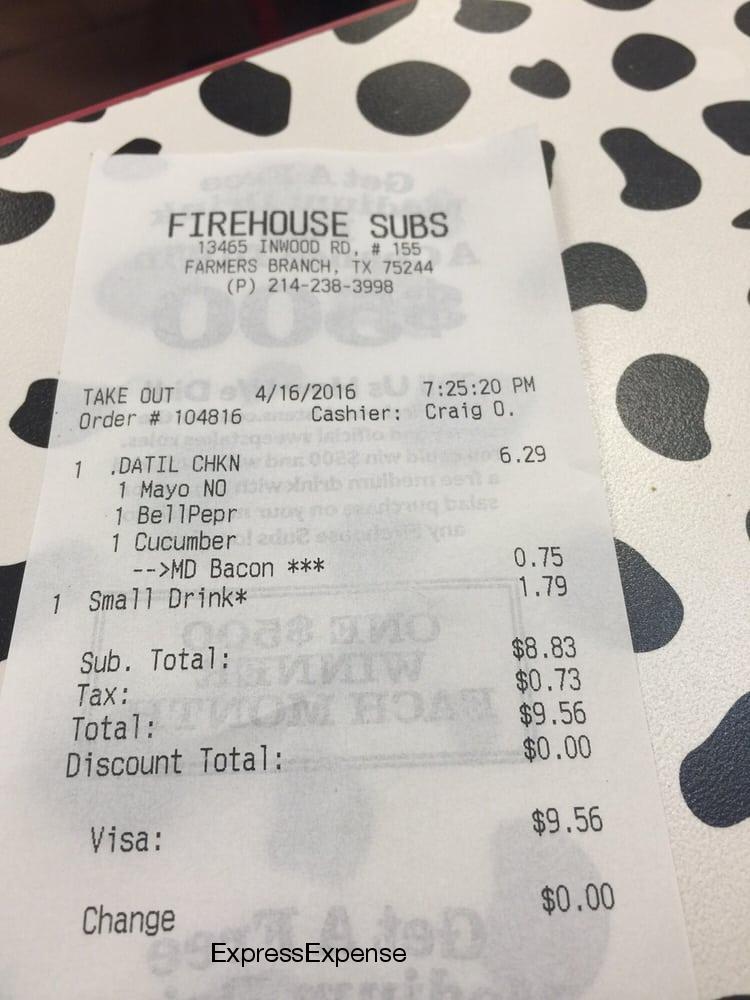 FIREHOUSE SUBS
13465 INWOOD RD, # 155
FARMERS BRANCH, TX 75244
(P) 214-238-3998
TAKE OUT 4/16/2016 7:25:20 PM
Order # 104816 Cashier: Craig O.
1 .DATIL CHKN 6.29
1 Mayo NO
1 BellPepr
1 Cucumber
-->MD Bacon *** 0.75
1 Small Drink* 1.79
Sub. Total: $8.83
Tax: $0.73
Total: $9.56
Discount Total: $0.00
Visa: $9.56
Change $0.00
ExpressExpense